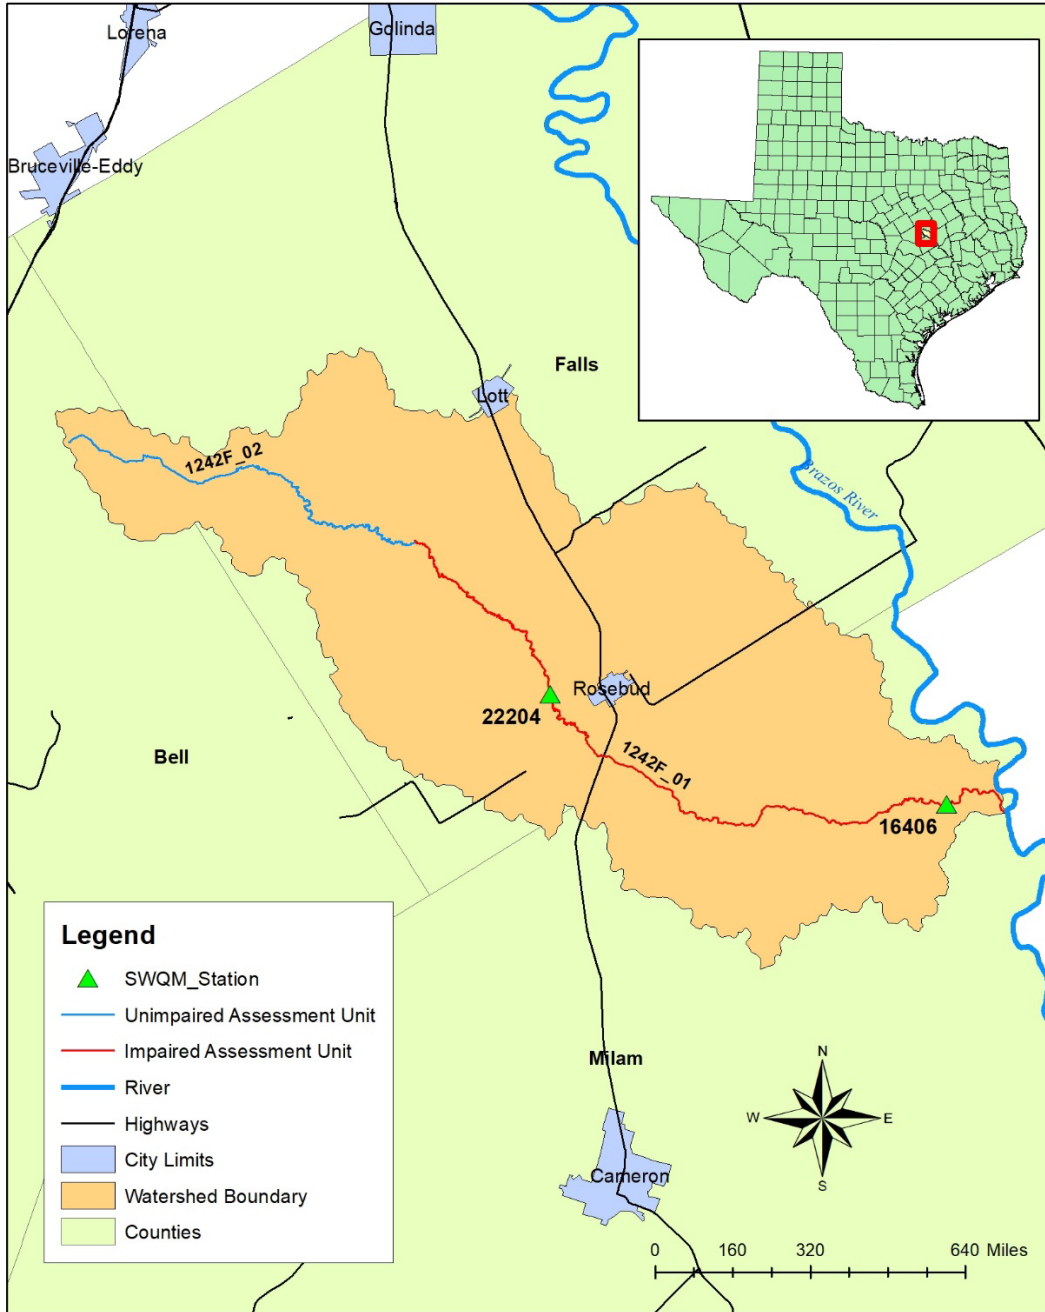 Lorena
Golinda
Bruceville-Eddy
Falls
Lott
1242F_02
Brazos River
Rosebud
22204
1242F_01
Bell
16406
Legend
SWQM_Station
Unimpaired Assessment Unit
Impaired Assessment Unit
River
Highways
City Limits
Watershed Boundary
Counties
Milam
Cameron
N
W
E
S
0 160 320 640 Miles